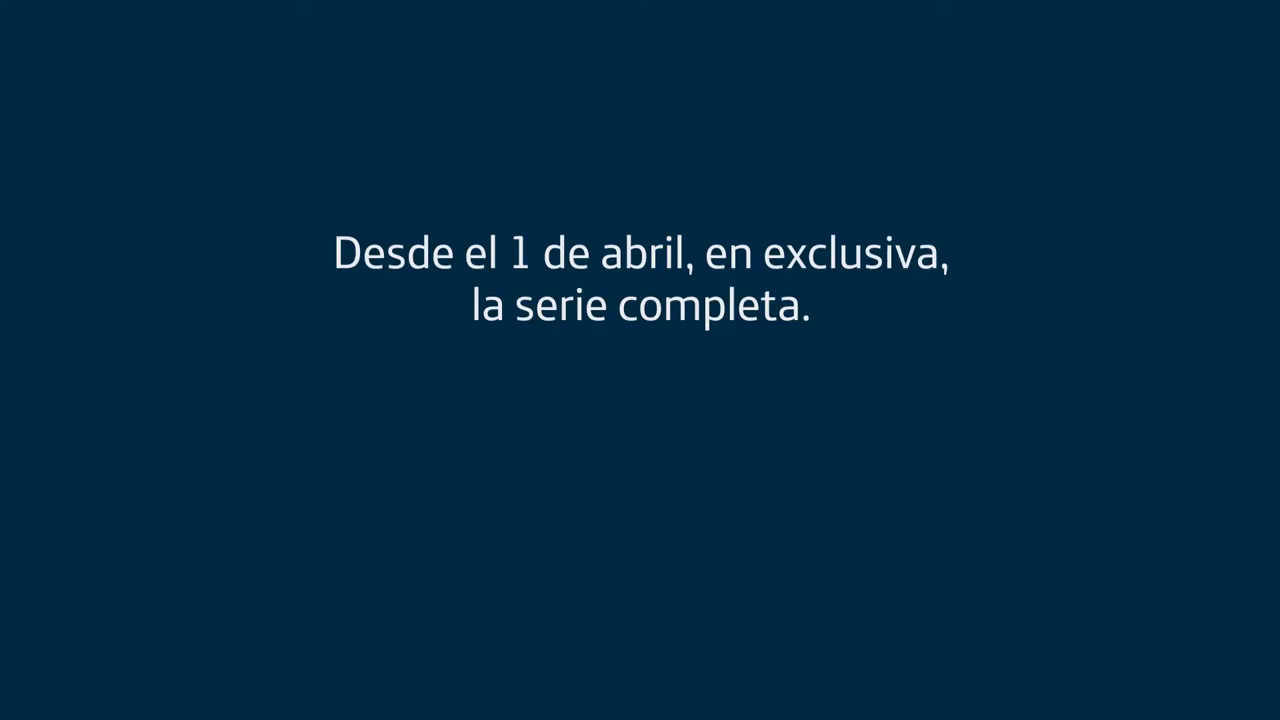 Desde el 1 de abril, en exclusiva,
la serie completa.